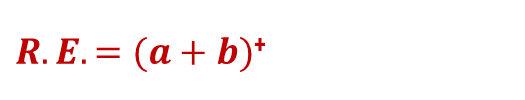 R.E.= (a + b)⁺